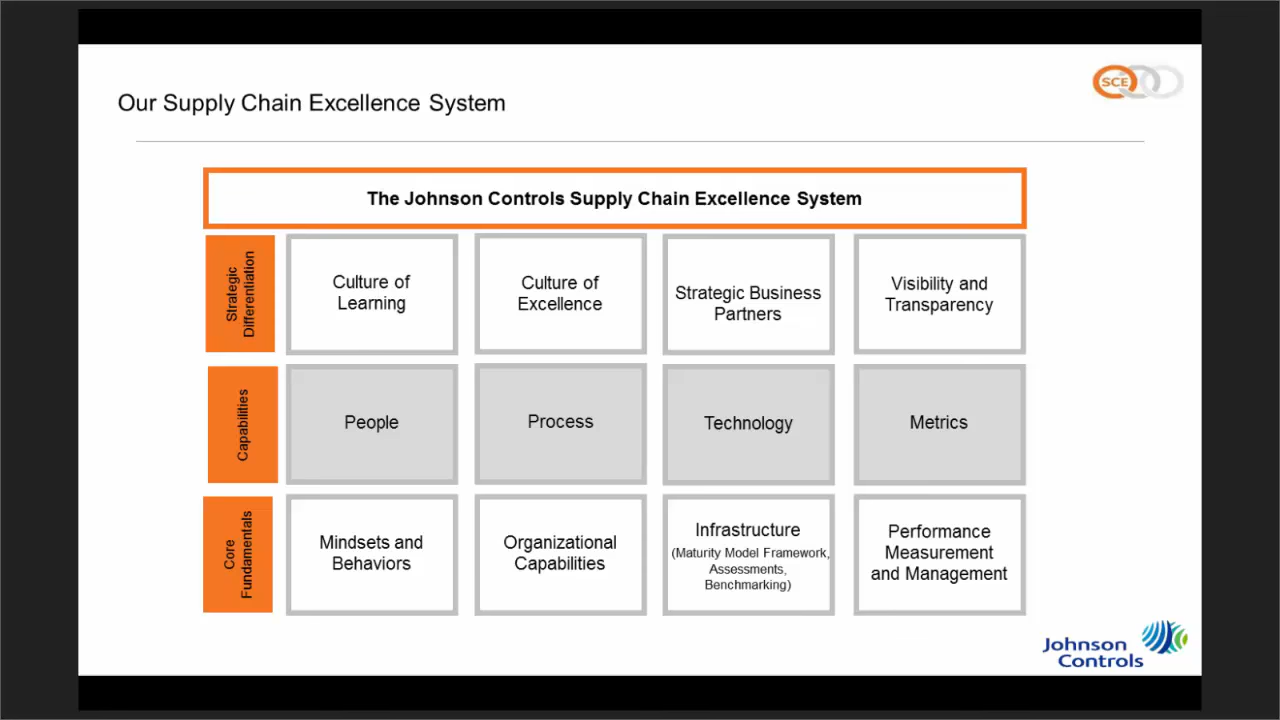 SCE
Our Supply Chain Excellence System
The Johnson Controls Supply Chain Excellence System
Strategic
Differentiation
Culture of
Learning
Culture of
Excellence
Strategic Business
Partners
Visibility and
Transparency
Capabilities
People
Process
Technology
Metrics
Core
Fundamentals
Mindsets and
Behaviors
Organizational
Capabilities
Infrastructure
(Maturity Model Framework,
Assessments,
Benchmarking)
Performance
Measurement
and Management
Johnson
Controls